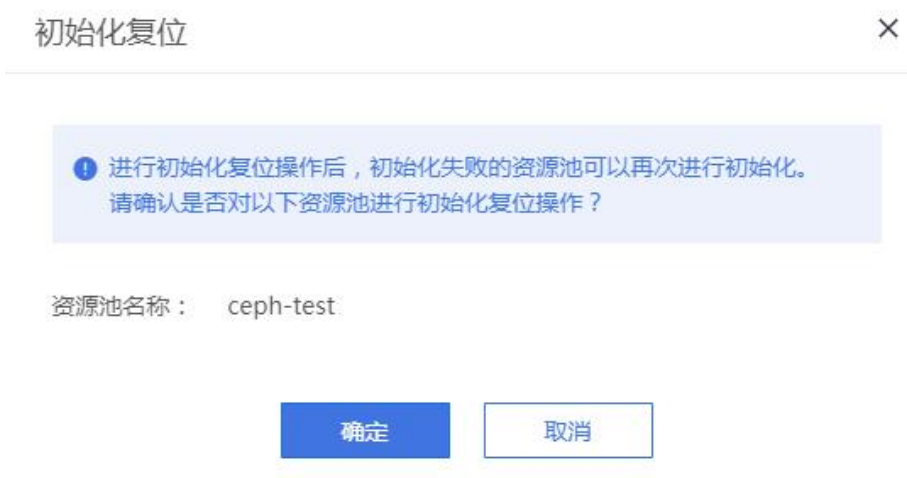 初始化复位
进行初始化复位操作后，初始化失败的资源池可以再次进行初始化。
请确认是否对以下资源池进行初始化复位操作？
资源池名称： ceph-test
确定 取消